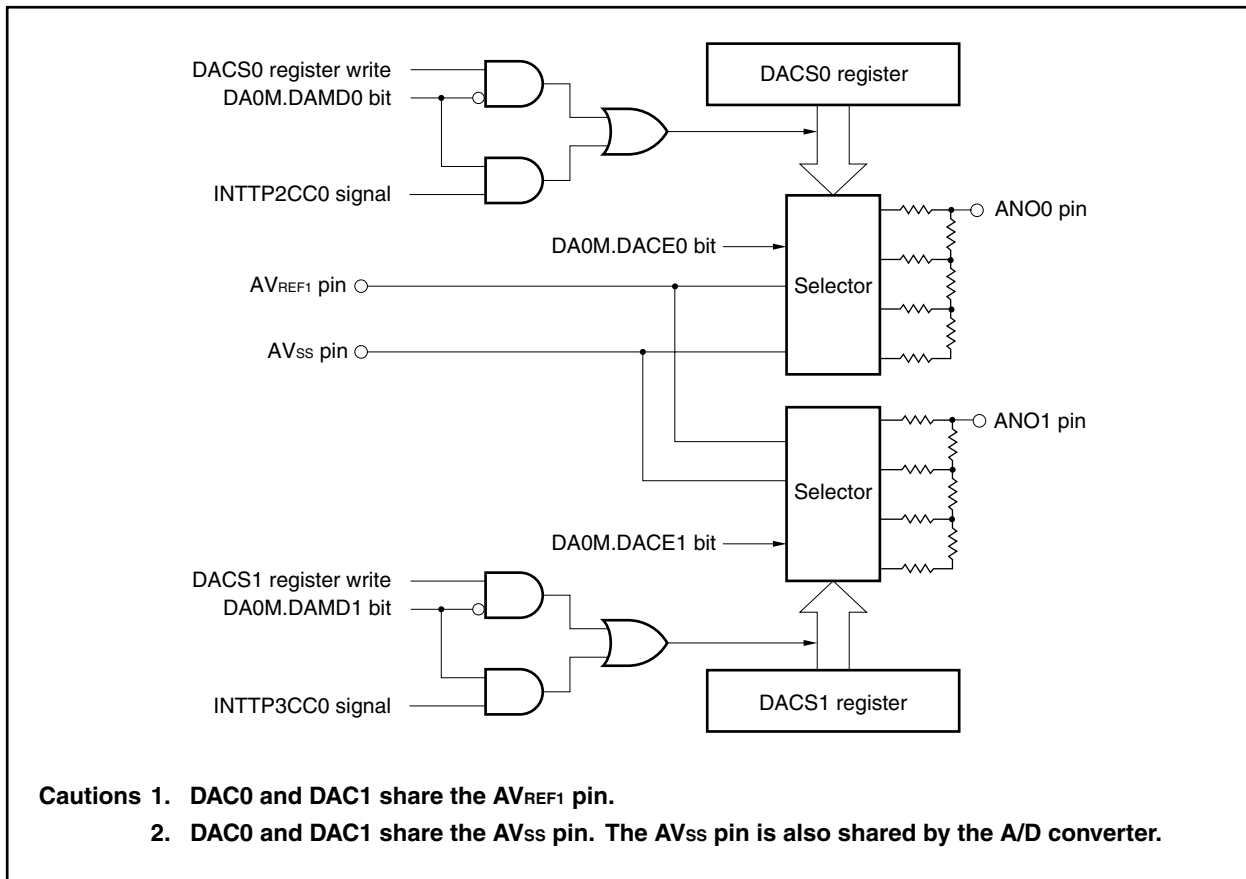 DACS0 register write
DA0M.DAMD0 bit
INTTP2CC0 signal
DACS0 register
DA0M.DACE0 bit
Selector
ANO0 pin
AVREF1 pin
AVSS pin
Selector
ANO1 pin
DA0M.DACE1 bit
DACS1 register write
DA0M.DAMD1 bit
INTTP3CC0 signal
DACS1 register
Cautions 1. DAC0 and DAC1 share the AVREF1 pin.
2. DAC0 and DAC1 share the AVSS pin. The AVSS pin is also shared by the A/D converter.